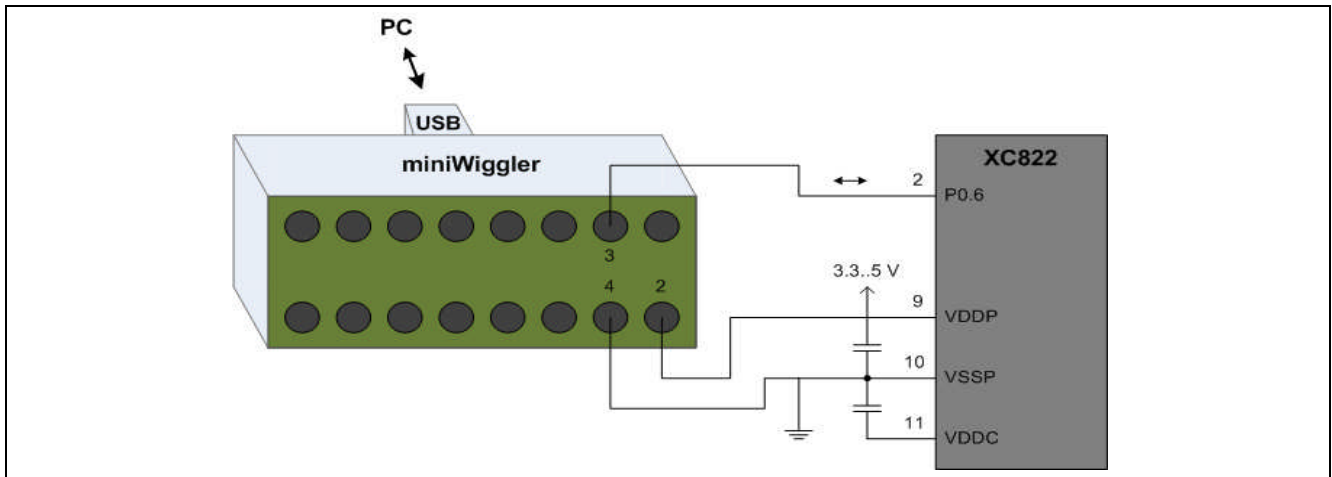 PC
USB
miniWiggler
XC822
2
P0.6
3
3.3..5 V
4
2
9
VDDP
10
VSSP
11
VDDC